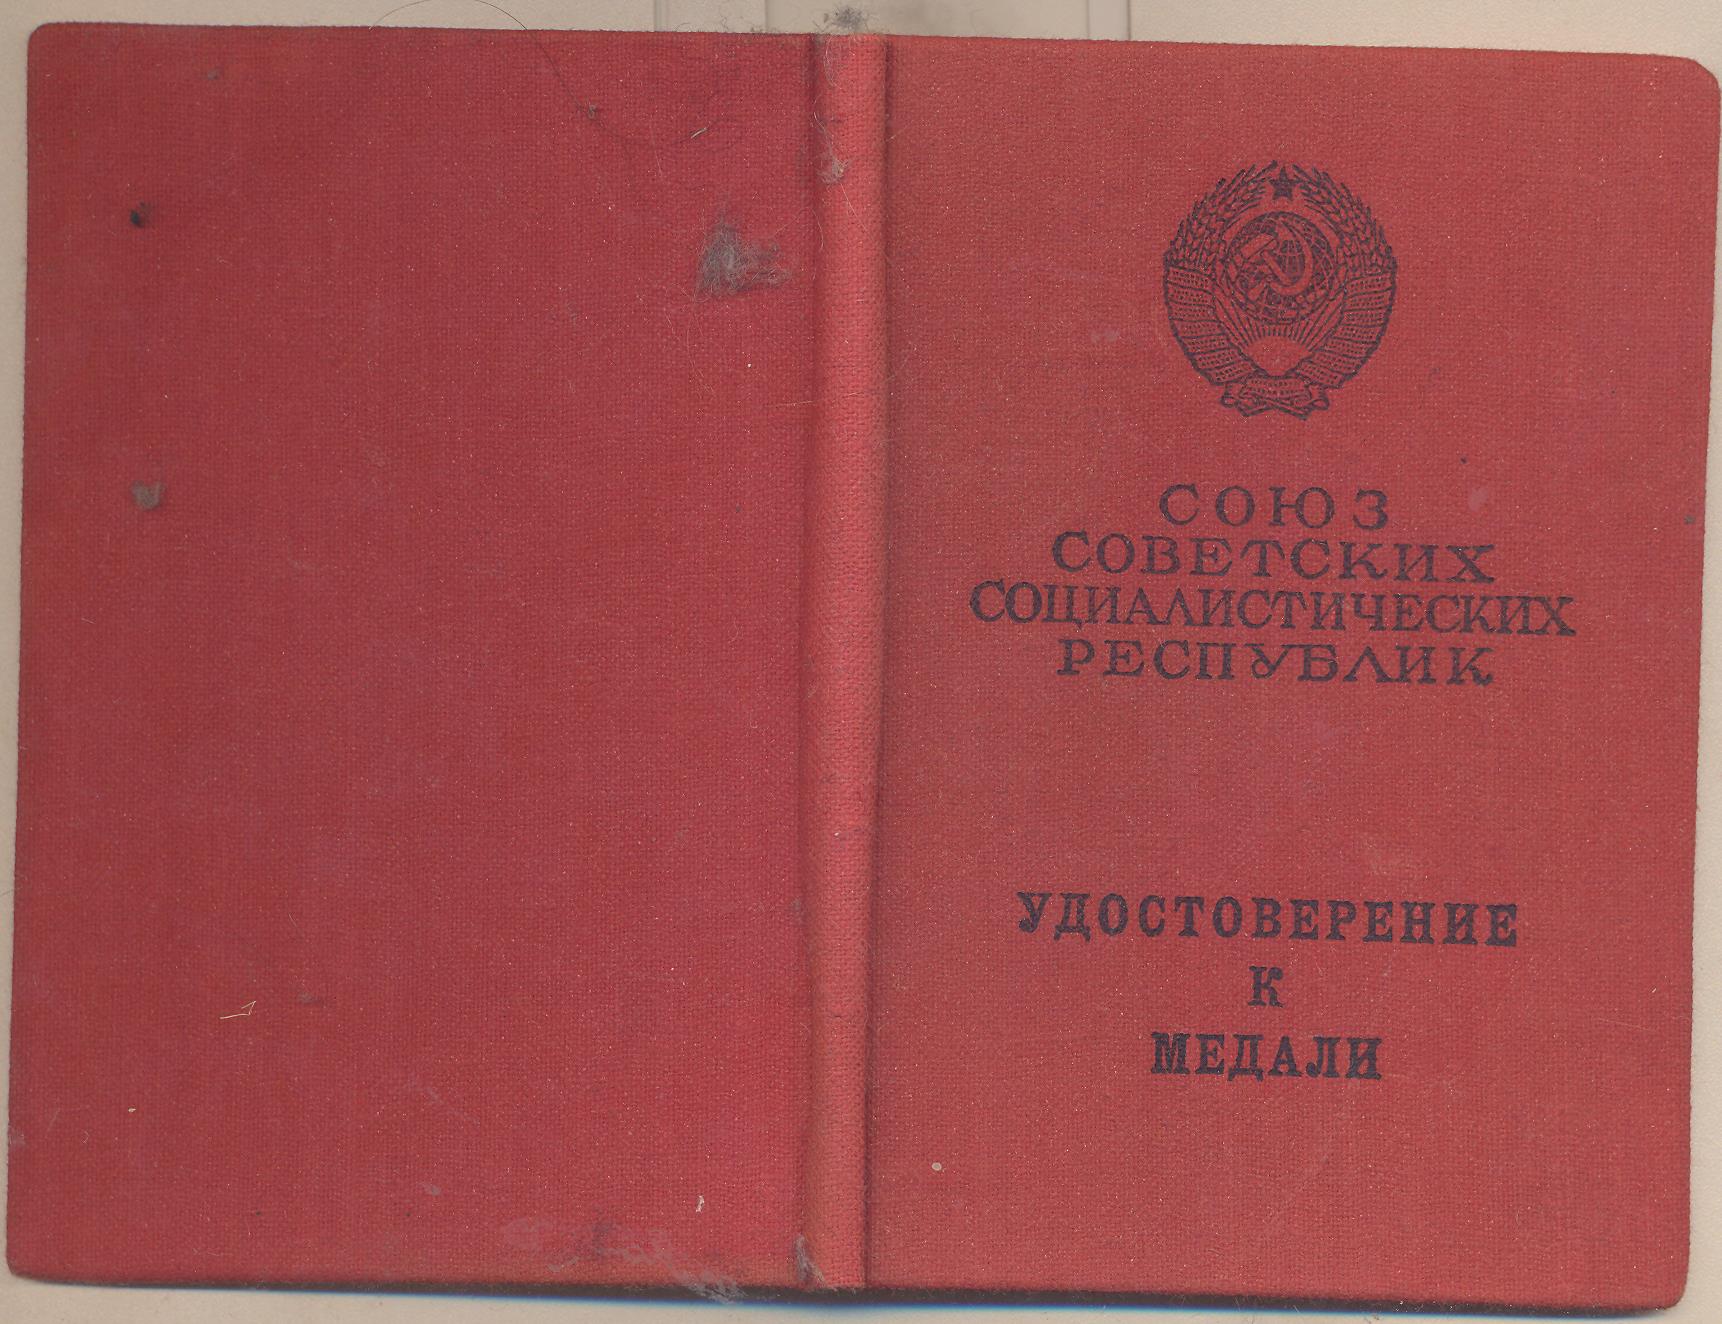 СОЮЗ
СОВЕТСКИХ
СОЦИАЛИСТИЧЕСКИХ
РЕСПУБЛИК
УДОСТОВЕРЕНИЕ
К
МЕДАЛИ